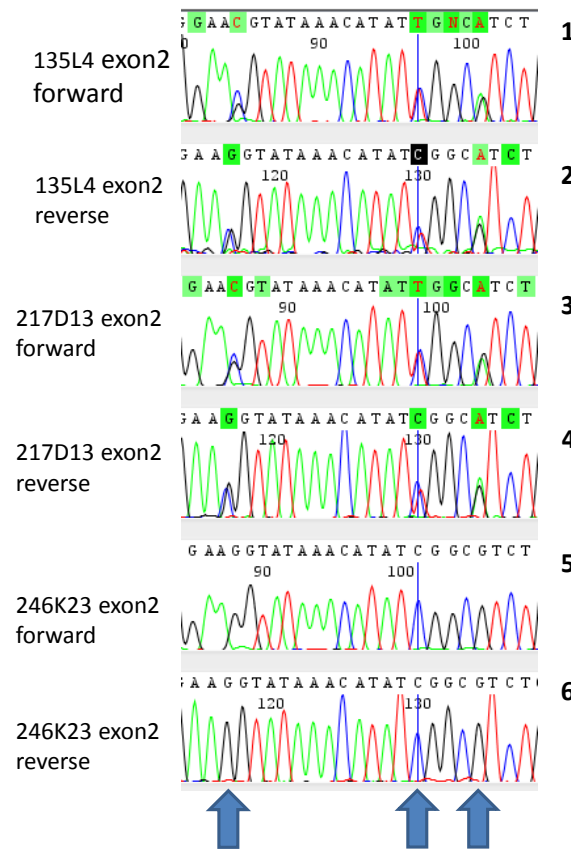 G G A A C G T A T A A A C A T A T T G N C A T C T
1
0 90 100
135L4 exon2
forward
G A A G G T A T A A A C A T A T C G G C A T C T
2
120 130
135L4 exon2
reverse
G A A C G T A T A A A C A T A T T G G C A T C T
3
90 100
217D13 exon2
forward
G A A G G T A T A A A C A T A T C G G C A T C T
4
120 130
217D13 exon2
reverse
G A A G G T A T A A A C A T A T C G G C G T C T
5
90 100
246K23 exon2
forward
A A G G T A T A A A C A T A T C G G C G T C T
6
120 130
246K23 exon2
reverse